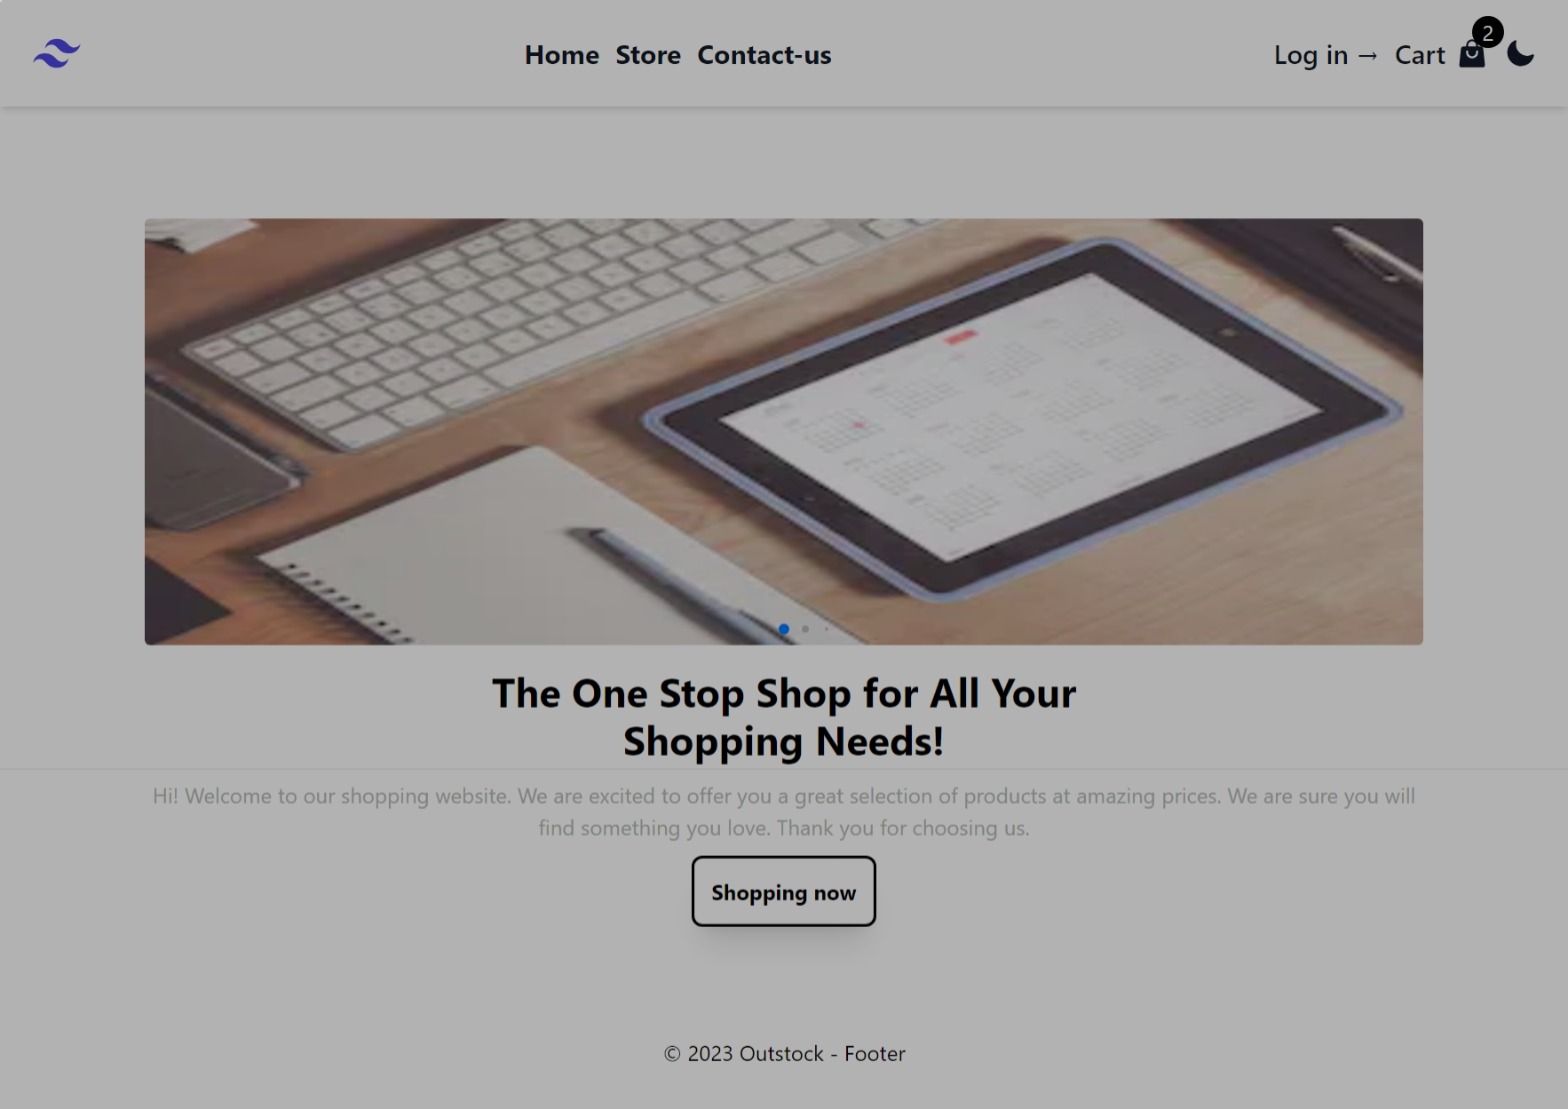 Home Store Contact-us Log in → Cart 2
The One Stop Shop for All Your
Shopping Needs!
Hi! Welcome to our shopping website. We are excited to offer you a great selection of products at amazing prices. We are sure you will
find something you love. Thank you for choosing us.
Shopping now
© 2023 Outstock - Footer